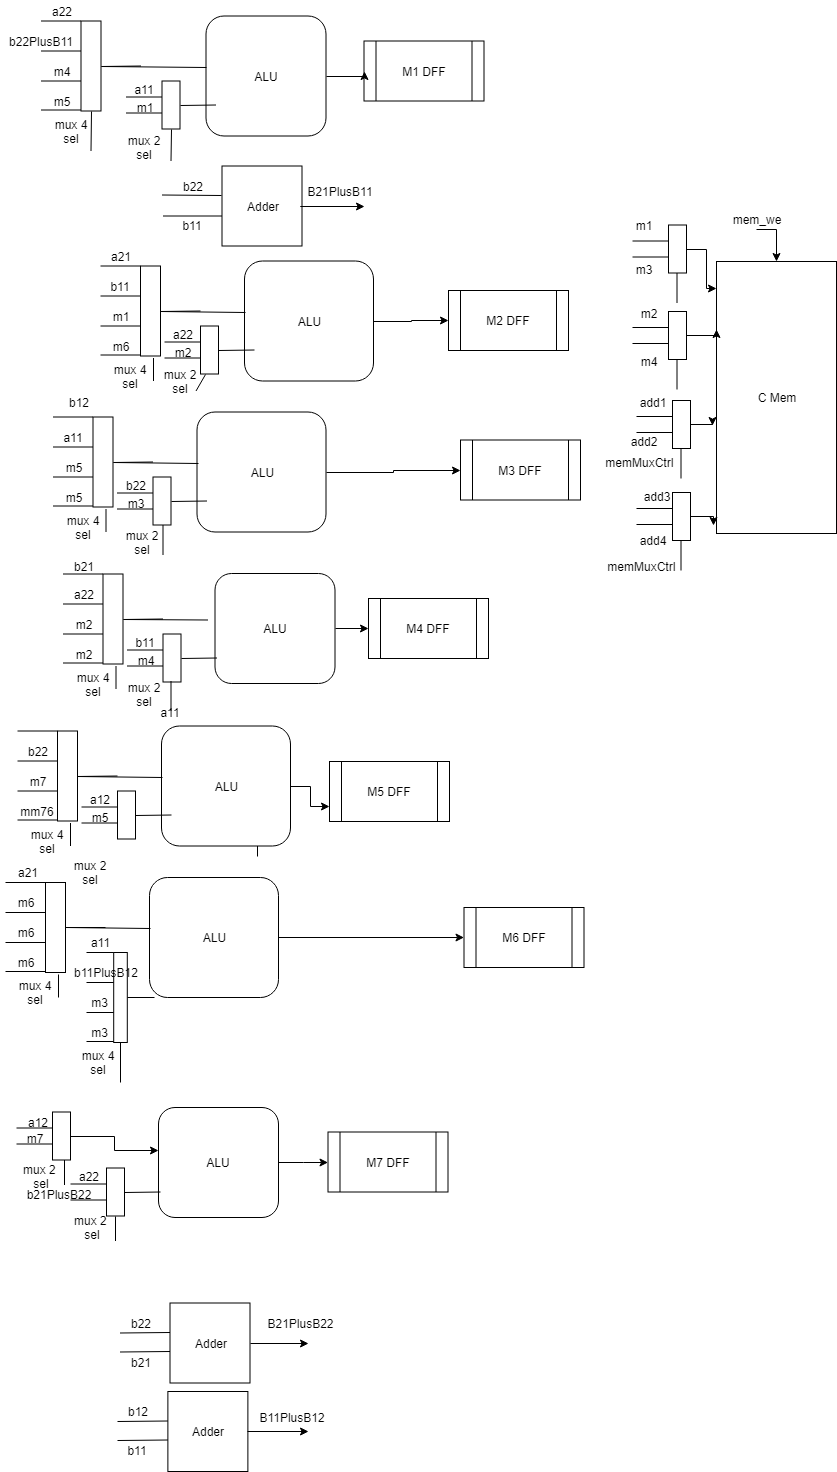 a22
b22PlusB11
m4
m5
mux 4
sel
a11
m1
mux 2
sel
ALU
M1 DFF
b22
b11
Adder
B21PlusB11
a21
b11
m1
m6
mux 4
sel
a22
m2
mux 2
sel
ALU
M2 DFF
b12
a11
m5
m5
mux 4
sel
b22
m3
mux 2
sel
ALU
M3 DFF
b21
a22
m2
m2
mux 4
sel
b11
m4
mux 2
sel
ALU
M4 DFF
a11
b22
m7
mm76
mux 4
sel
a12
m5
mux 2
sel
ALU
M5 DFF
a21
m6
m6
m6
mux 4
sel
a11
b11PlusB12
m3
m3
mux 4
sel
ALU
M6 DFF
a12
m7
mux 2
sel
a22
b21PlusB22
mux 2
sel
ALU
M7 DFF
b22
b21
Adder
B21PlusB22
b12
b11
Adder
B11PlusB12
mem_we
m1
m3
m2
m4
add1
add2
memMuxCtrl
add3
add4
memMuxCtrl
C Mem